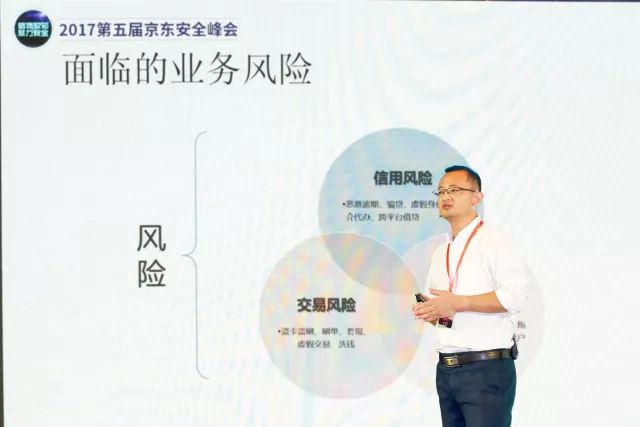 2017第五届京东安全峰会
面临的业务风险
风
险
信用风险
•恶意逾期、骗贷、虚假身
介代办、跨平台借贷
交易风险
•盗卡盗刷、刷单、套现、
虚假交易、洗钱
户